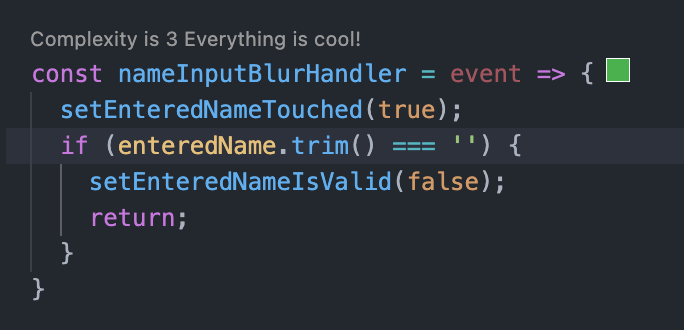 Complexity is 3 Everything is cool!
const nameInputBlurHandler = event => {
setEnteredNameTouched(true);
if (enteredName.trim() === '') {
setEnteredNameIsValid(false);
return;
}
}